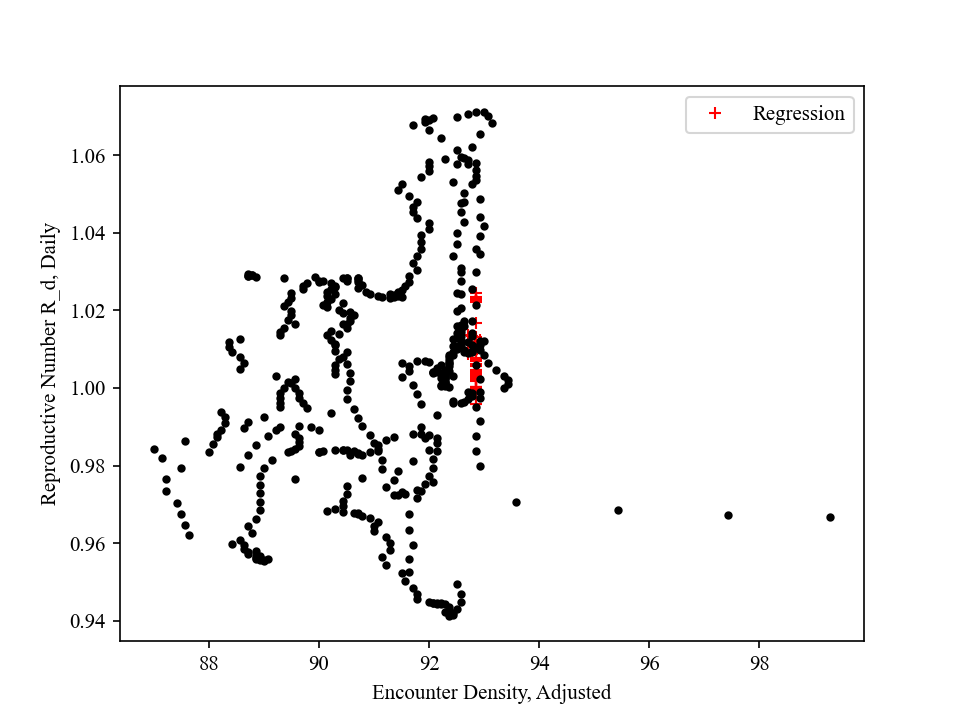 Regression
1.06
1.04
1.02
1.00
0.98
0.96
0.94
Reproductive Number R_d, Daily
88 90 92 94 96 98
Encounter Density, Adjusted